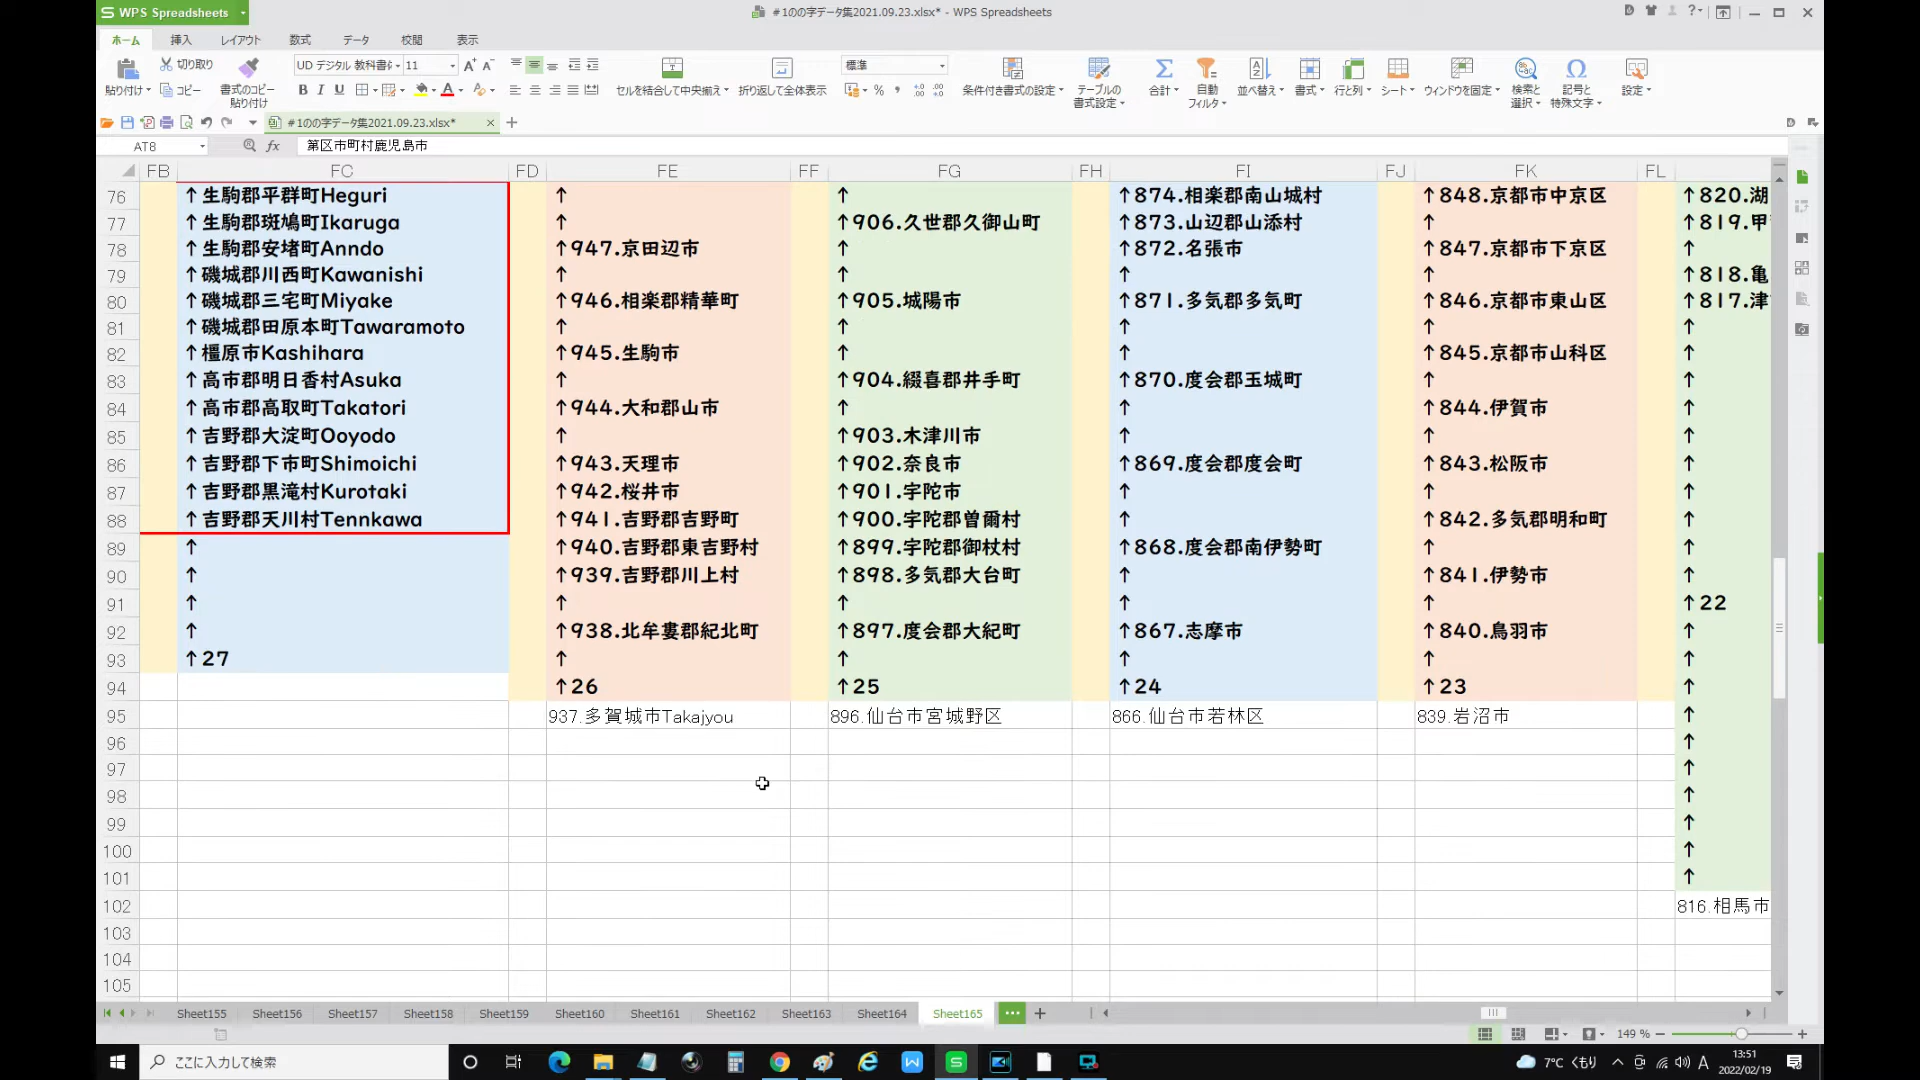 WPS Spreadsheets
#1のの字データ集2021.09.23.xlsx* - WPS Spreadsheets
ホーム 挿入 レイアウト 数式 データ 校閲 表示
貼り付け 切り取り コピー 書式のコピー貼り付け UD デジタル 教科書 11 B I U A セルを結合して中央揃え 折り返して全体表示 標準 % 条件付き書式の設定 テーブルの書式設定 合計 自動フィルタ 並べ替え 書式 行と列 シート ウィンドウを固定 検索と選択 記号と特殊文字 設定
#1のの字データ集2021.09.23.xlsx*
AT8 fx 第区市町村鹿児島市
FB FC FD FE FF FG FH FI FJ FK FL
76 ↑生駒郡平群町Heguri ↑ ↑ ↑874.相楽郡南山城村 ↑848.京都市中京区 ↑820.湖
77 ↑生駒郡斑鳩町Ikaruga ↑ ↑906.久世郡久御山町 ↑873.山辺郡山添村 ↑ ↑819.甲
78 ↑生駒郡安堵町Anndo ↑947.京田辺市 ↑ ↑872.名張市 ↑847.京都市下京区 ↑
79 ↑磯城郡川西町Kawanishi ↑ ↑ ↑ ↑ ↑818.亀
80 ↑磯城郡三宅町Miyake ↑946.相楽郡精華町 ↑905.城陽市 ↑871.多気郡多気町 ↑846.京都市東山区 ↑817.津
81 ↑磯城郡田原本町Tawaramoto ↑ ↑ ↑ ↑ ↑
82 ↑橿原市Kashihara ↑945.生駒市 ↑ ↑ ↑845.京都市山科区 ↑
83 ↑高市郡明日香村Asuka ↑ ↑904.綴喜郡井手町 ↑870.度会郡玉城町 ↑ ↑
84 ↑高市郡高取町Takatori ↑944.大和郡山市 ↑ ↑ ↑844.伊賀市 ↑
85 ↑吉野郡大淀町Ooyodo ↑ ↑903.木津川市 ↑ ↑ ↑
86 ↑吉野郡下市町Shimoichi ↑943.天理市 ↑902.奈良市 ↑869.度会郡度会町 ↑843.松阪市 ↑
87 ↑吉野郡黒滝村Kurotaki ↑942.桜井市 ↑901.宇陀市 ↑ ↑ ↑
88 ↑吉野郡天川村Tennkawa ↑941.吉野郡吉野町 ↑900.宇陀郡曽爾村 ↑ ↑842.多気郡明和町 ↑
89 ↑ ↑940.吉野郡東吉野村 ↑899.宇陀郡御杖村 ↑868.度会郡南伊勢町 ↑ ↑
90 ↑ ↑939.吉野郡川上村 ↑898.多気郡大台町 ↑ ↑841.伊勢市 ↑
91 ↑ ↑ ↑ ↑ ↑ ↑22
92 ↑ ↑938.北牟婁郡紀北町 ↑897.度会郡大紀町 ↑867.志摩市 ↑840.鳥羽市 ↑
93 ↑27 ↑ ↑ ↑ ↑ ↑
94 ↑26 ↑25 ↑24 ↑23 ↑
95 937.多賀城市Takajyou 896.仙台市宮城野区 866.仙台市若林区 839.岩沼市 ↑
96 ↑
97 ↑
98 ↑
99 ↑
100 ↑
101 ↑
102 816.相馬市
103
104
105
Sheet155 Sheet156 Sheet157 Sheet158 Sheet159 Sheet160 Sheet161 Sheet162 Sheet163 Sheet164 Sheet165 ... +
149 %
ここに入力して検索 7℃ くもり A 13:51
2022/02/19